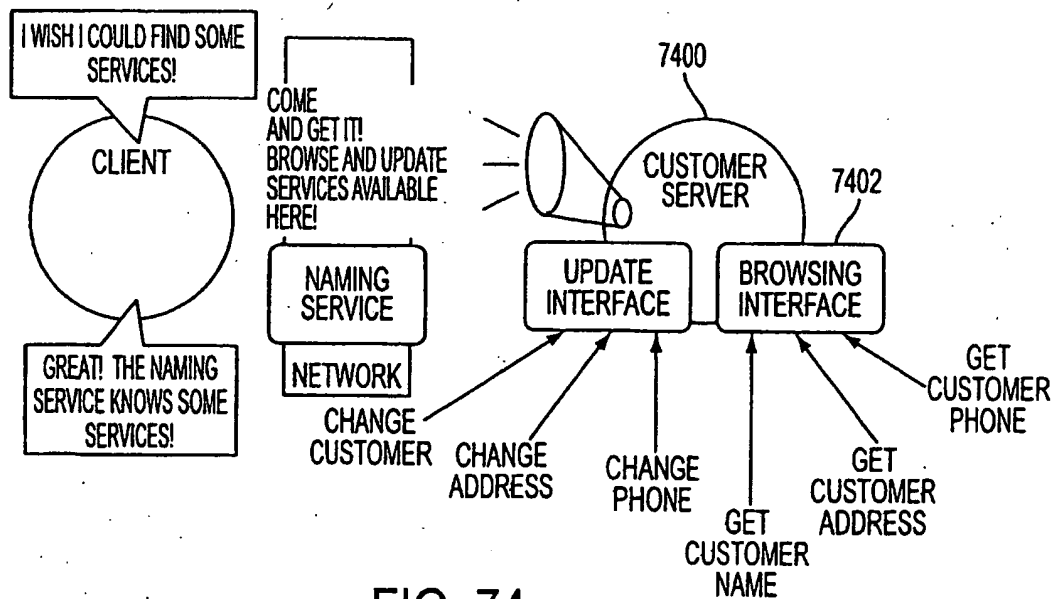 I WISH I COULD FIND SOME
SERVICES!
CLIENT
GREAT! THE NAMING
SERVICE KNOWS SOME
SERVICES!
COME
AND GET IT!
BROWSE AND UPDATE
SERVICES AVAILABLE
HERE!
NAMING
SERVICE
NETWORK
7400
CUSTOMER
SERVER
7402
UPDATE
INTERFACE
BROWSING
INTERFACE
CHANGE
CUSTOMER
CHANGE
ADDRESS
CHANGE
PHONE
GET
CUSTOMER
NAME
GET
CUSTOMER
ADDRESS
GET
CUSTOMER
PHONE
FIG. 74